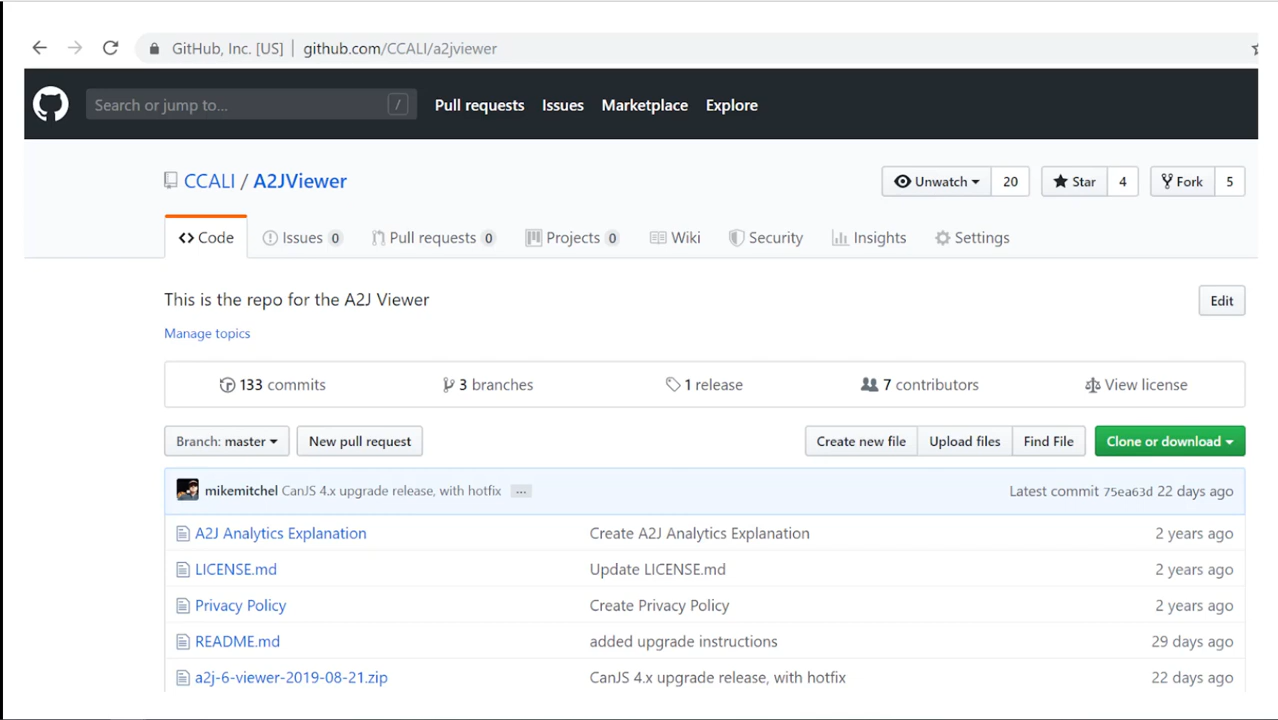 GitHub, Inc. [US] | github.com/CCALI/a2jviewer
Search or jump to... / Pull requests Issues Marketplace Explore
CCALI / A2JViewer Unwatch 20 Star 4 Fork 5
<> Code Issues 0 Pull requests 0 Projects 0 Wiki Security Insights Settings
This is the repo for the A2J Viewer Edit
Manage topics
133 commits 3 branches 1 release 7 contributors View license
Branch: master New pull request Create new file Upload files Find File Clone or download
mikemitchel CanJS 4.x upgrade release, with hotfix ... Latest commit 75ea63d 22 days ago
A2J Analytics Explanation Create A2J Analytics Explanation 2 years ago
LICENSE.md Update LICENSE.md 2 years ago
Privacy Policy Create Privacy Policy 2 years ago
README.md added upgrade instructions 29 days ago
a2j-6-viewer-2019-08-21.zip CanJS 4.x upgrade release, with hotfix 22 days ago